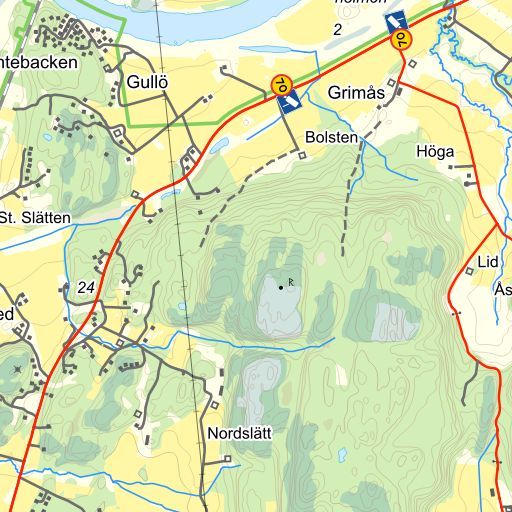 holmen
2
70
ntebacken
Gullö
70
Grimås
Bolsten
Höga
St. Slätten
Lid
24
Ås
R
ed
Nordslätt